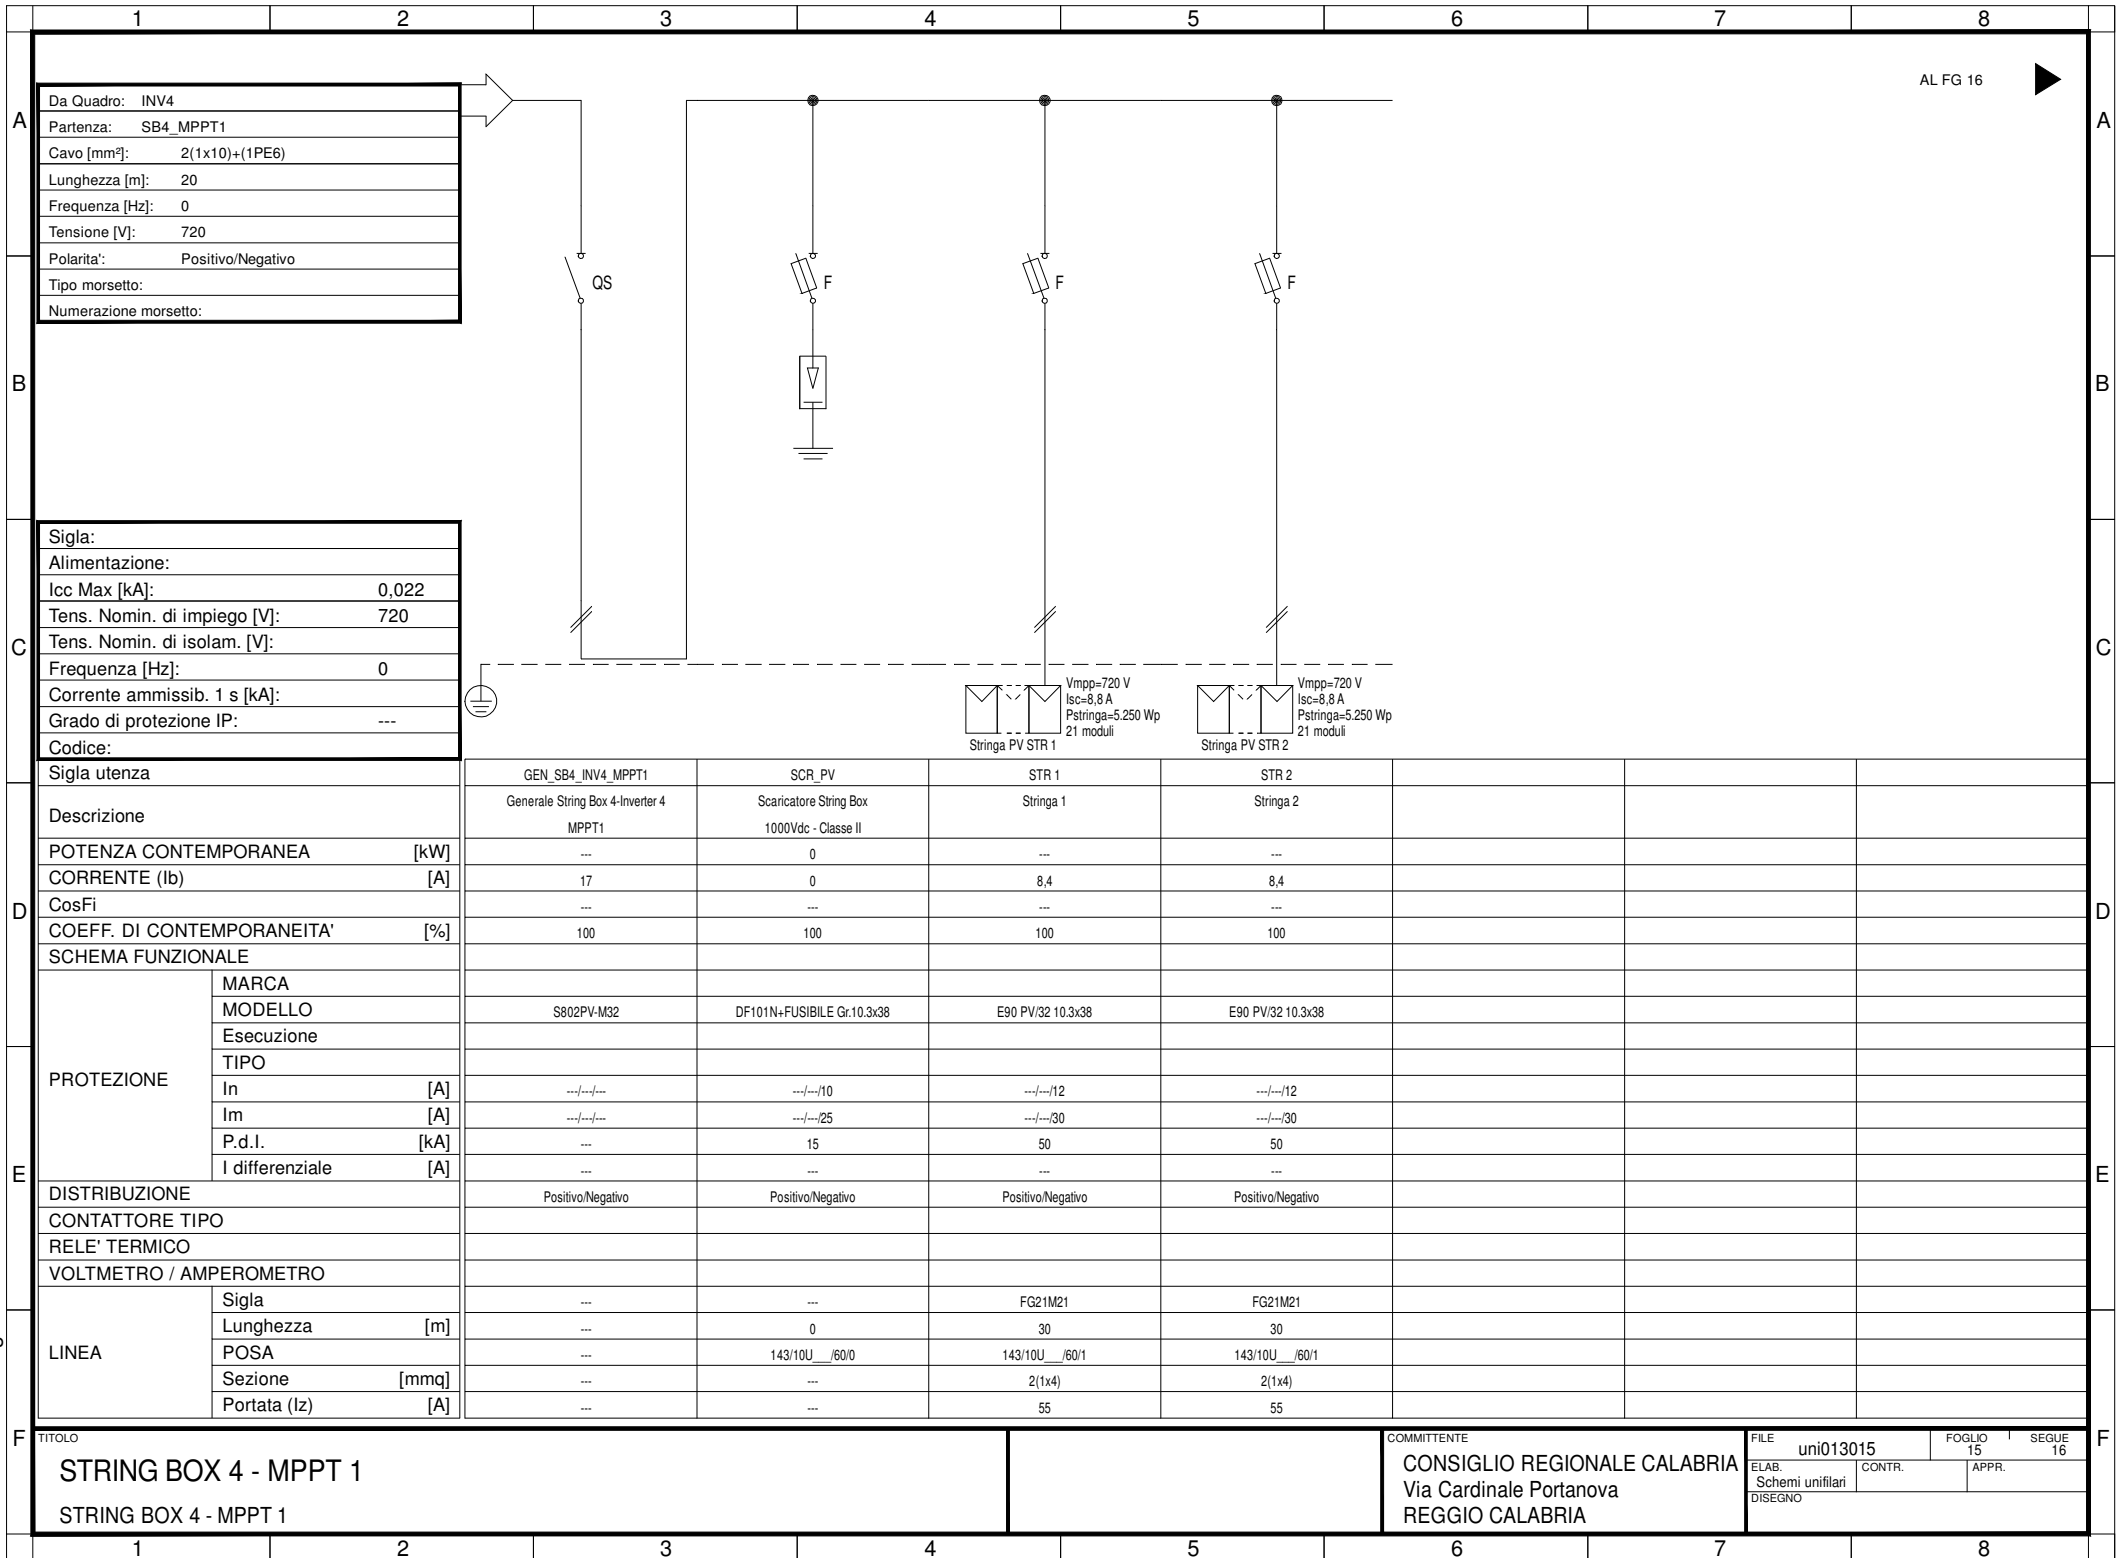 1 2 3 4 5 6 7 8
AL FG 16
A A
Da Quadro: INV4
Partenza: SB4_MPPT1
Cavo [mm²]: 2(1x10)+(1PE6)
Lunghezza [m]: 20
Frequenza [Hz]: 0
Tensione [V]: 720
Polarita': Positivo/Negativo
Tipo morsetto:
Numerazione morsetto:
QS F F F
B B
Sigla:
Alimentazione:
Icc Max [kA]: 0,022
Tens. Nomin. di impiego [V]: 720
Tens. Nomin. di isolam. [V]:
Frequenza [Hz]: 0
Corrente ammissib. 1 s [kA]:
Grado di protezione IP: ---
Codice:
C C
Vmpp=720 V
Isc=8,8 A
Pstringa=5.250 Wp
21 moduli
Stringa PV STR 1
Vmpp=720 V
Isc=8,8 A
Pstringa=5.250 Wp
21 moduli
Stringa PV STR 2
Sigla utenza GEN_SB4_INV4_MPPT1 SCR_PV STR 1 STR 2
Descrizione Generale String Box 4-Inverter 4 Scaricatore String Box Stringa 1 Stringa 2
MPPT1 1000Vdc - Classe II
POTENZA CONTEMPORANEA [kW] --- 0 --- ---
CORRENTE (Ib) [A] 17 0 8,4 8,4
D D
CosFi --- --- --- ---
COEFF. DI CONTEMPORANEITA' [%] 100 100 100 100
SCHEMA FUNZIONALE
PROTEZIONE
MARCA
MODELLO S802PV-M32 DF101N+FUSIBILE Gr.10.3x38 E90 PV/32 10.3x38 E90 PV/32 10.3x38
Esecuzione
TIPO
In [A] ---/---/--- ---/---/10 ---/---/12 ---/---/12
Im [A] ---/---/--- ---/---/25 ---/---/30 ---/---/30
P.d.I. [kA] --- 15 50 50
I differenziale [A] --- --- --- ---
E E
DISTRIBUZIONE Positivo/Negativo Positivo/Negativo Positivo/Negativo Positivo/Negativo
CONTATTORE TIPO
RELE' TERMICO
VOLTMETRO / AMPEROMETRO
LINEA
Sigla --- --- FG21M21 FG21M21
Lunghezza [m] --- 0 30 30
POSA --- 143/10U___/60/0 143/10U___/60/1 143/10U___/60/1
Sezione [mmq] --- --- 2(1x4) 2(1x4)
Portata (Iz) [A] --- --- 55 55
F F
TITOLO
STRING BOX 4 - MPPT 1
STRING BOX 4 - MPPT 1
COMMITTENTE
CONSIGLIO REGIONALE CALABRIA
Via Cardinale Portanova
REGGIO CALABRIA
FILE uni013015
FOGLIO 15
SEGUE 16
ELAB. Schemi unifilari
CONTR.
APPR.
DISEGNO
1 2 3 4 5 6 7 8